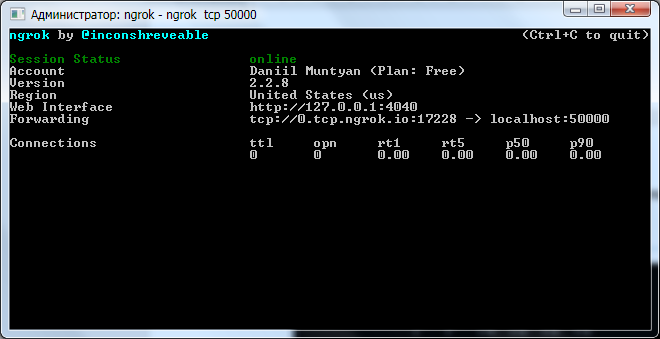 Администратор: ngrok - ngrok  tcp 50000
ngrok by @inconshreveable (Ctrl+C to quit)
Session Status online
Account Daniil Muntyan (Plan: Free)
Version 2.2.8
Region United States (us)
Web Interface http://127.0.0.1:4040
Forwarding tcp://0.tcp.ngrok.io:17228 -> localhost:50000
Connections ttl opn rt1 rt5 p50 p90
0 0 0.00 0.00 0.00 0.00